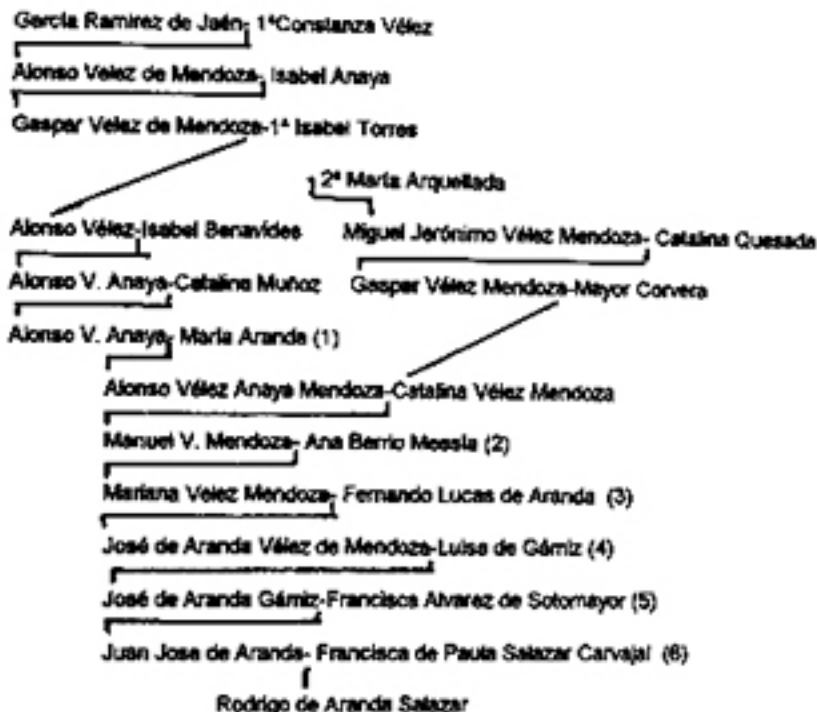 García Ramirez de Jaén- 1ªConstanza Vélez
Alonso Velez de Mendoza- Isabel Anaya
Gaspar Velez de Mendoza-1ª Isabel Torres
2ª María Arquellada
Alonso Vélez-Isabel Benavides
Miguel Jerónimo Vélez Mendoza- Catalina Quesada
Alonso V. Anaya-Catalina Muñoz
Gaspar Vélez Mendoza-Mayor Corvera
Alonso V. Anaya- María Aranda (1)
Alonso Vélez Anaya Mendoza-Catalina Vélez Mendoza
Manuel V. Mendoza- Ana Berrio Messía (2)
Mariana Velez Mendoza- Fernando Lucas de Aranda (3)
José de Aranda Vélez de Mendoza-Luisa de Gámiz (4)
José de Aranda Gámiz-Francisca Alvarez de Sotomayor (5)
Juan Jose de Aranda- Francisca de Paula Salazar Carvajal (6)
Rodrigo de Aranda Salazar